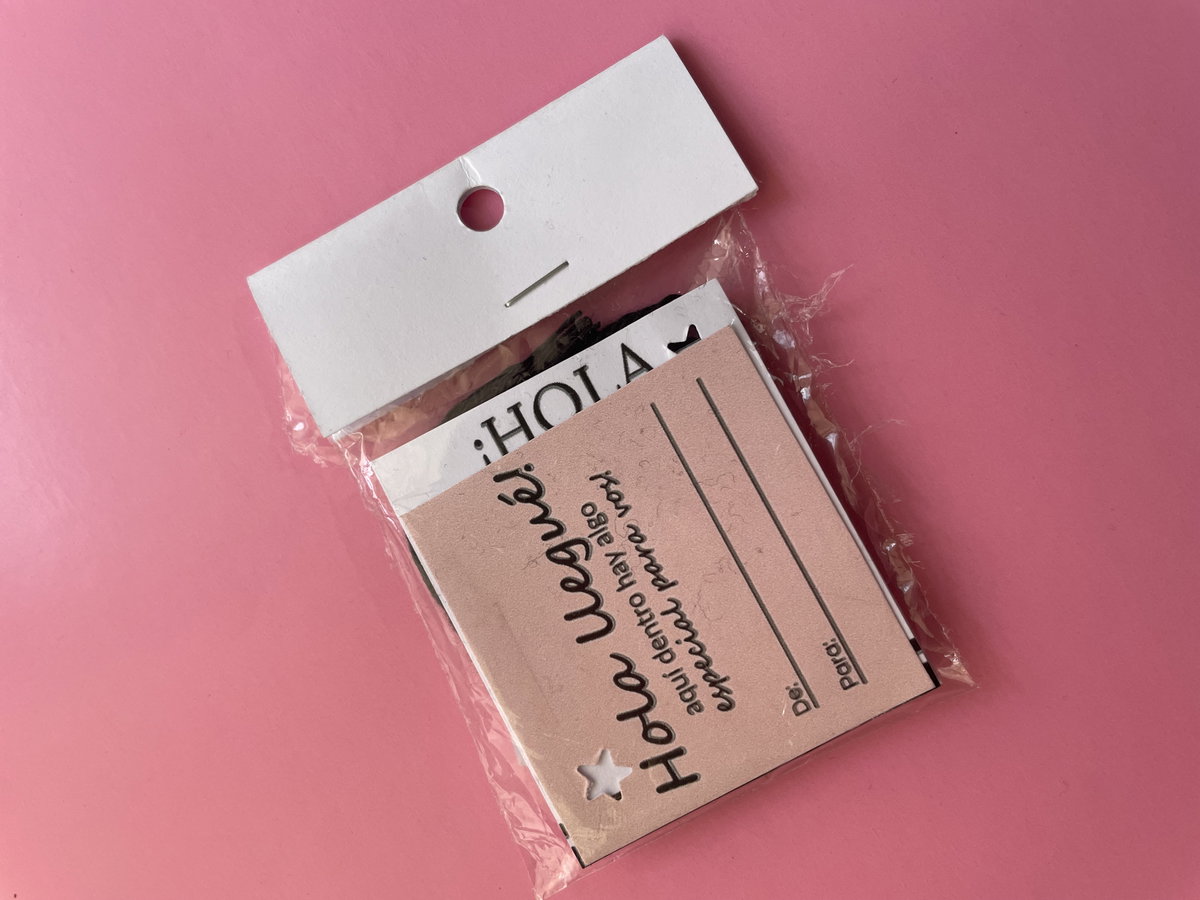 ¡HOLA
Hola llegué!
aquí dentro hay algo
especial para vos!
De:
Para: